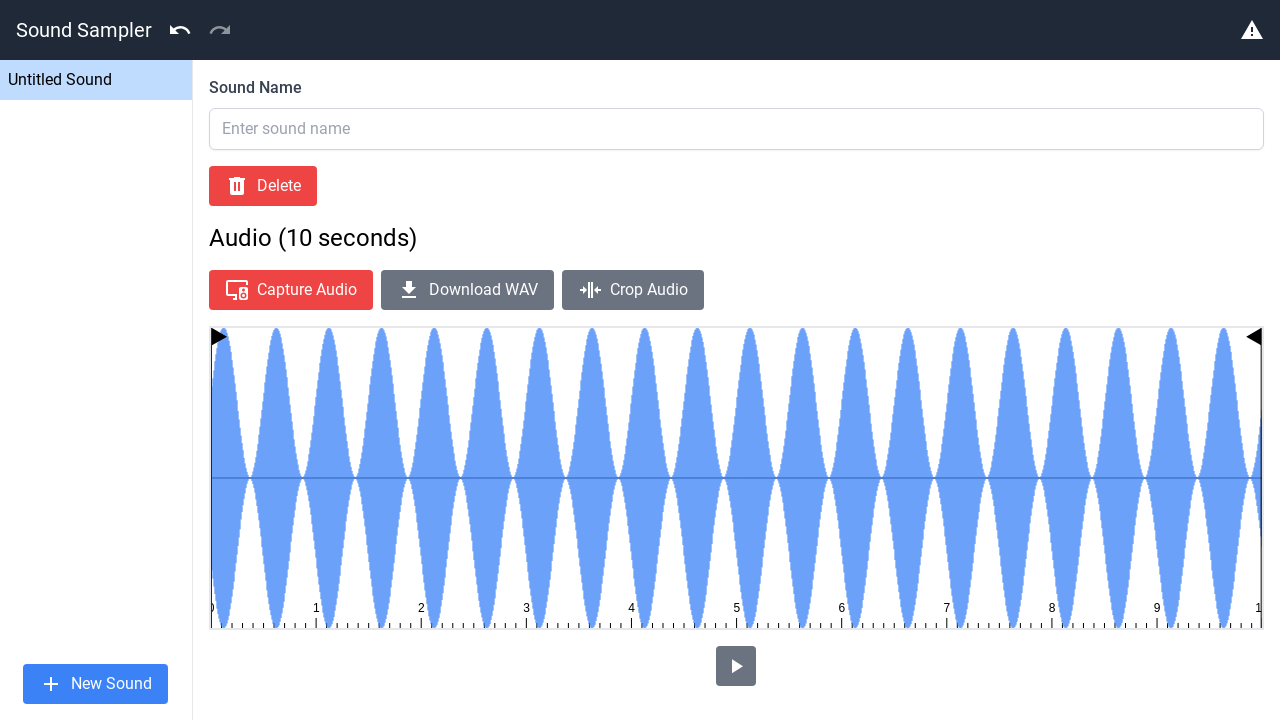 Sound Sampler
Untitled Sound
Sound Name
Enter sound name
Delete
Audio (10 seconds)
Capture Audio
Download WAV
Crop Audio
0 1 2 3 4 5 6 7 8 9 1
New Sound